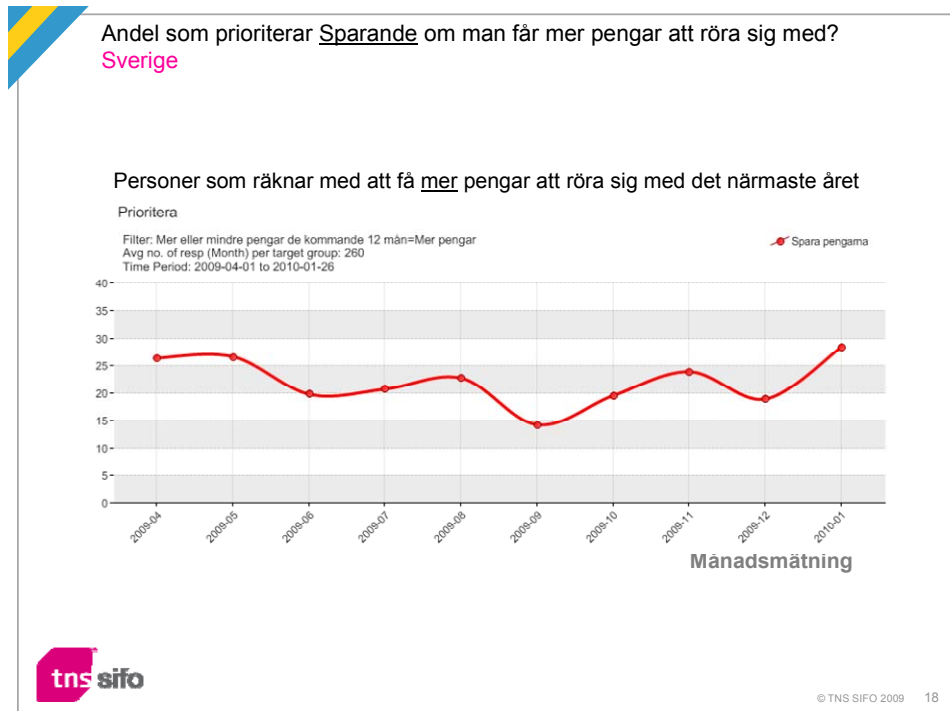 Andel som prioriterar Sparande om man får mer pengar att röra sig med?
Sverige
Personer som räknar med att få mer pengar att röra sig med det närmaste året
Prioritera
Filter: Mer eller mindre pengar de kommande 12 mån=Mer pengar
Avg no. of resp (Month) per target group: 260
Time Period: 2009-04-01 to 2010-01-26
Spara pengarna
40
35
30
25
20
15
10
5
0
2009-04
2009-05
2009-06
2009-07
2009-08
2009-09
2009-10
2009-11
2009-12
2010-01
Månadsmätning
tns sifo
© TNS SIFO 2009 18